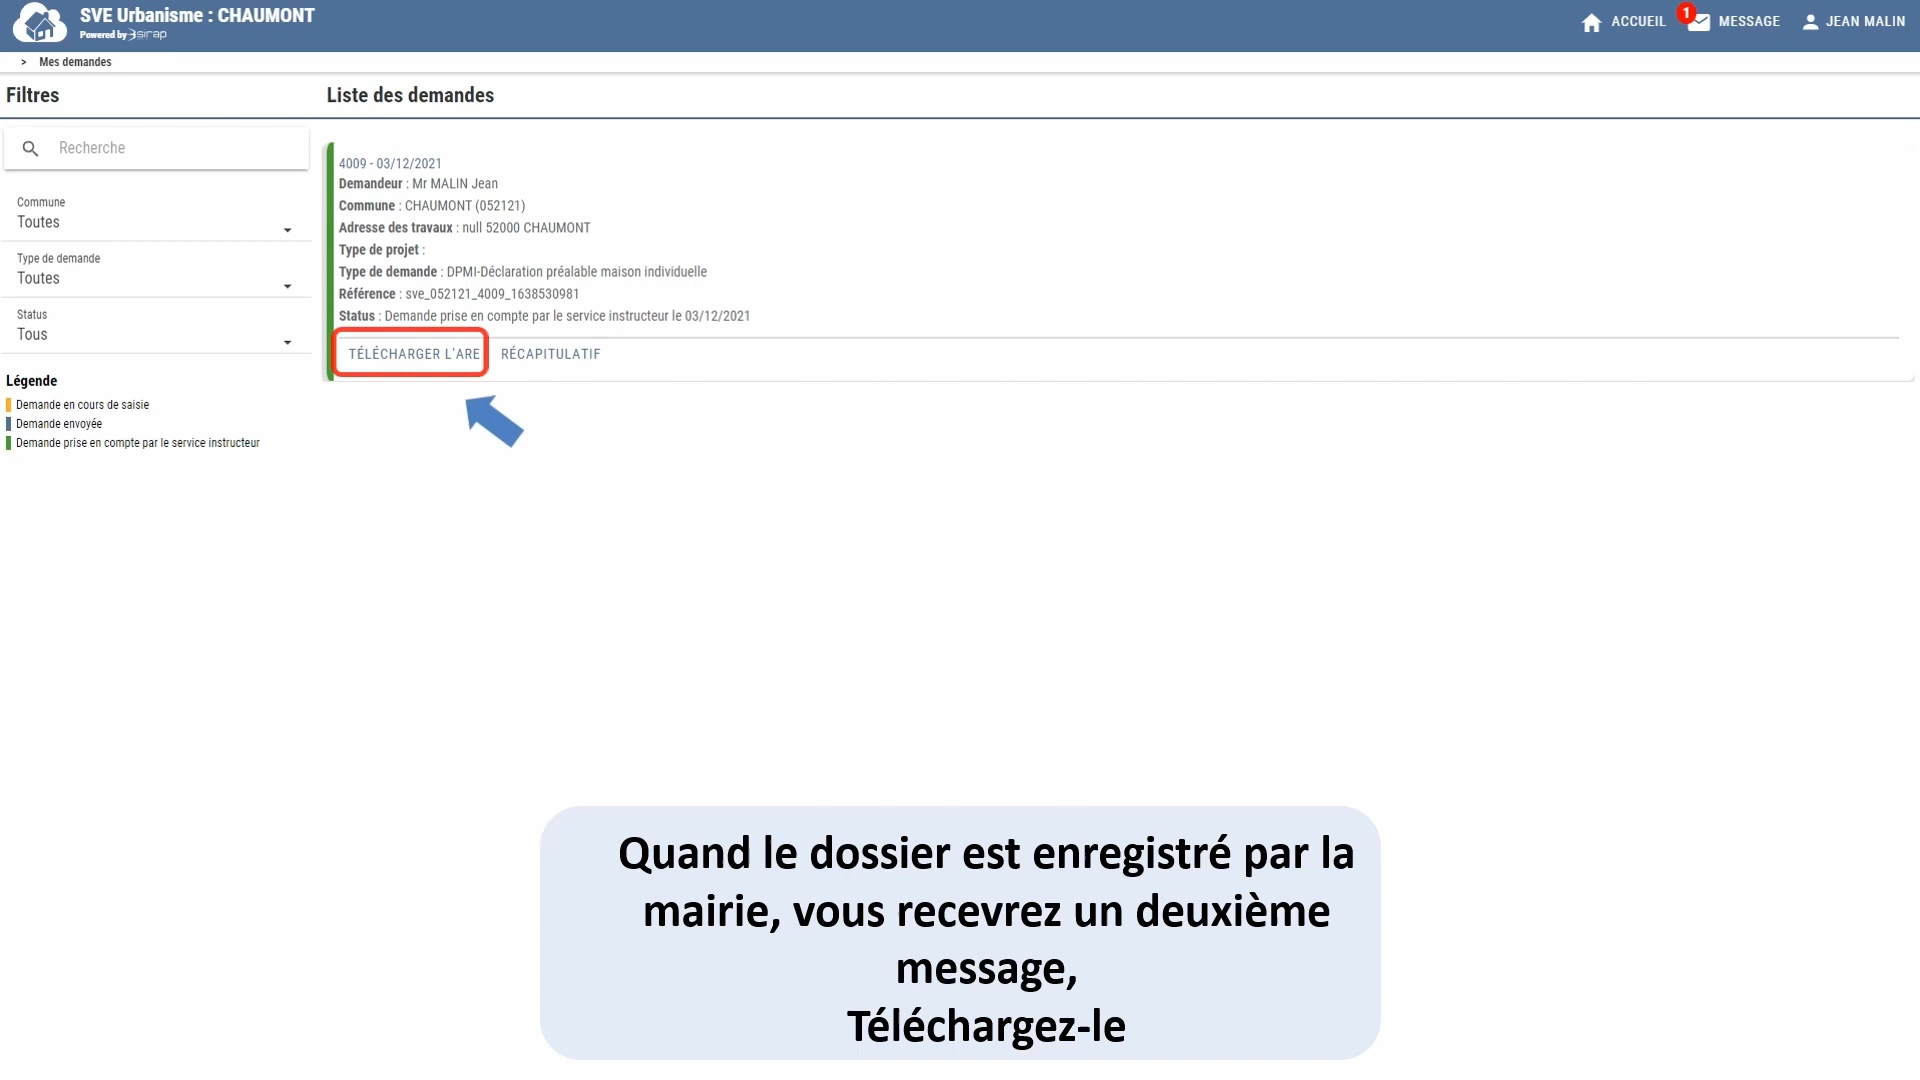 SVE Urbanisme : CHAUMONT
Powered by sirap
ACCUEIL
1
MESSAGE
JEAN MALIN
> Mes demandes
Filtres
Recherche
Commune
Toutes
Type de demande
Toutes
Status
Tous
Légende
Demande en cours de saisie
Demande envoyée
Demande prise en compte par le service instructeur
Liste des demandes
4009 - 03/12/2021
Demandeur : Mr MALIN Jean
Commune : CHAUMONT (052121)
Adresse des travaux : null 52000 CHAUMONT
Type de projet :
Type de demande : DPMI-Déclaration préalable maison individuelle
Référence : sve_052121_4009_1638530981
Status : Demande prise en compte par le service instructeur le 03/12/2021
TÉLÉCHARGER L'ARE RÉCAPITULATIF
Quand le dossier est enregistré par la
mairie, vous recevrez un deuxième
message,
Téléchargez-le